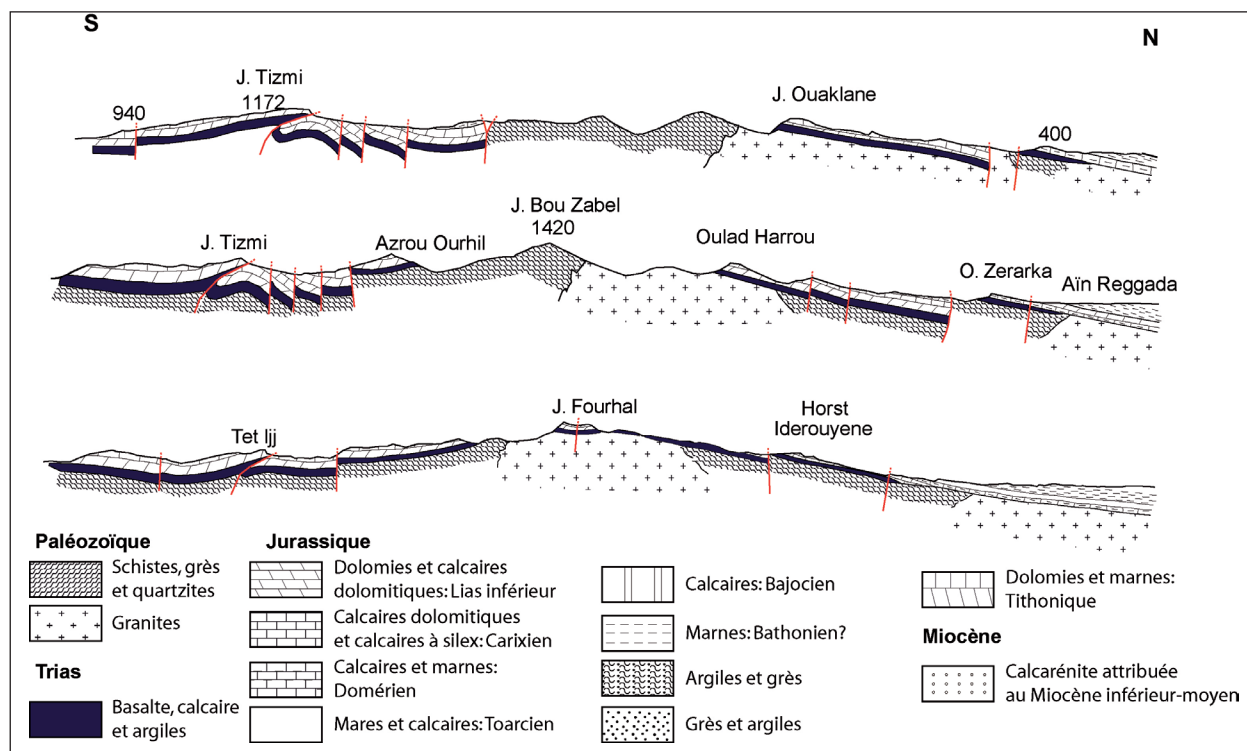 S
N
J. Tizmi
1172
940
J. Ouaklane
400
J. Bou Zabel
1420
J. Tizmi
Azrou Ourhil
Oulad Harrou
O. Zerarka
Aïn Reggada
J. Fourhal
Tet Ijj
Horst
Iderouyene
Paléozoïque
Schistes, grès
et quartzites
Granites
Trias
Basalte, calcaire
et argiles
Jurassique
Dolomies et calcaires
dolomitiques: Lias inférieur
Calcaires dolomitiques
et calcaires à silex: Carixien
Calcaires et marnes:
Domérien
Mares et calcaires: Toarcien
Calcaires: Bajocien
Marnes: Bathonien?
Argiles et grès
Grès et argiles
Dolomies et marnes:
Tithonique
Miocène
Calcarénite attribuée
au Miocène inférieur-moyen